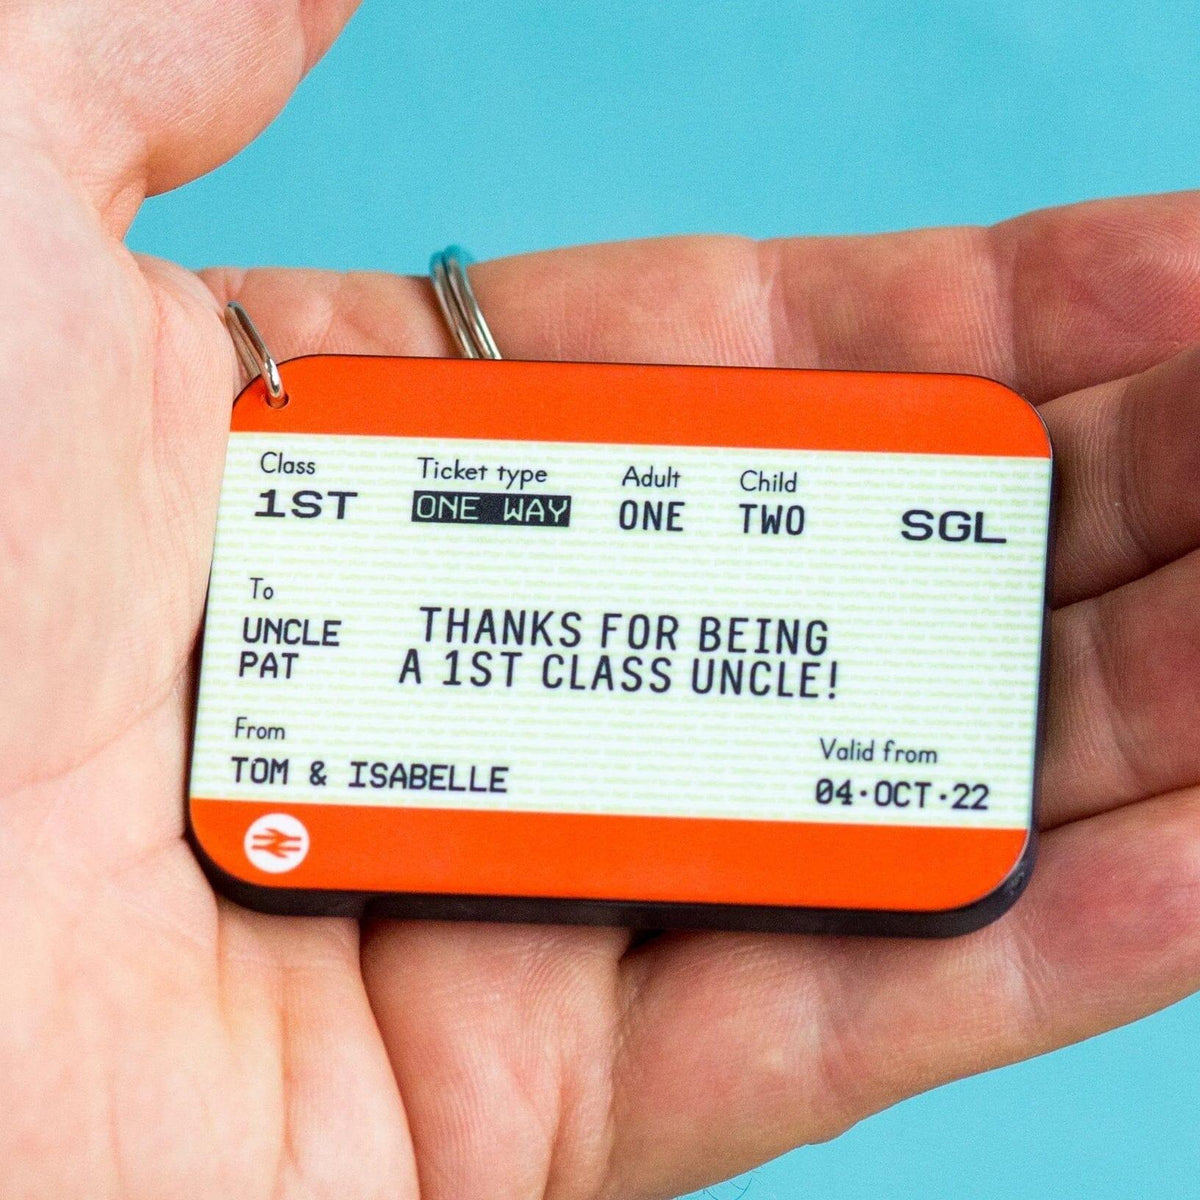 Class Ticket type Adult Child
1ST ONE WAY ONE TWO SGL
To
UNCLE
PAT
THANKS FOR BEING
A 1ST CLASS UNCLE!
From
TOM & ISABELLE
Valid from
04·OCT·22